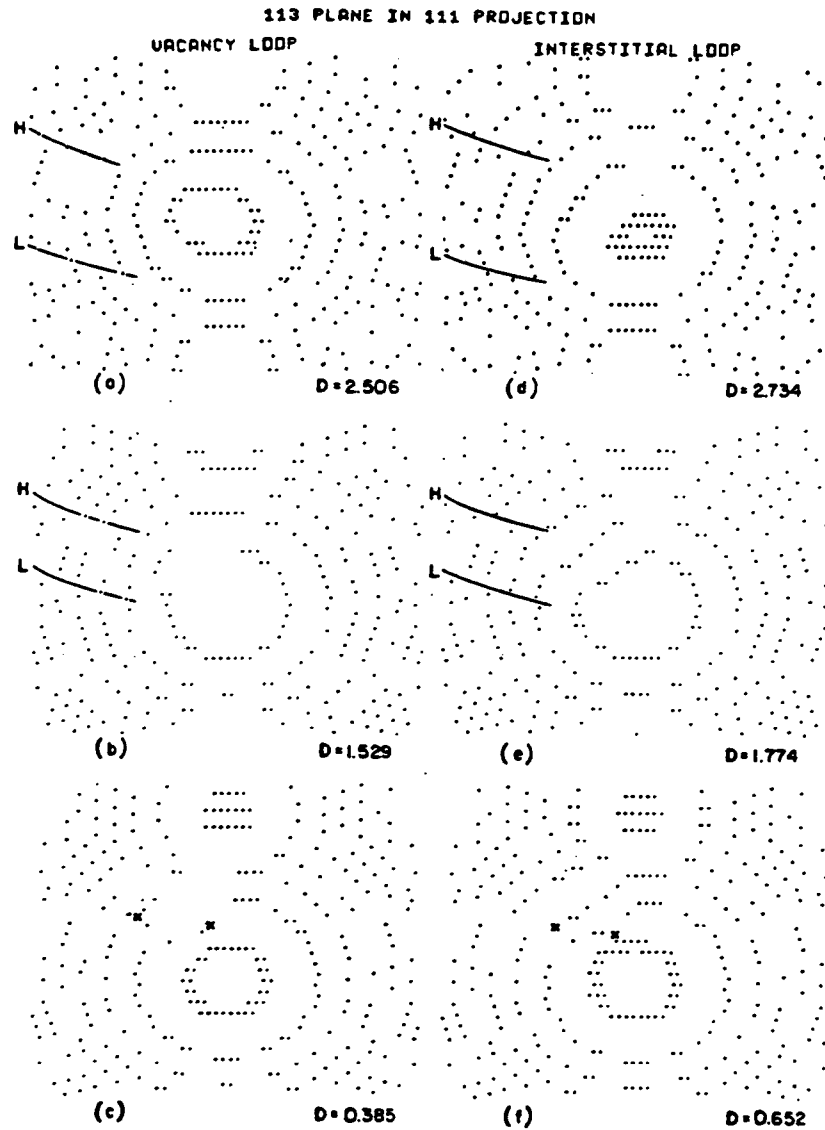 113 PLANE IN 111 PROJECTION
VACANCY LOOP
INTERSTITIAL LOOP
H
L
(a) D=2.506
H
L
(d) D=2.734
H
L
(b) D=1.529
H
L
(e) D=1.774
x x
(c) D=0.385
x x
(f) D=0.652